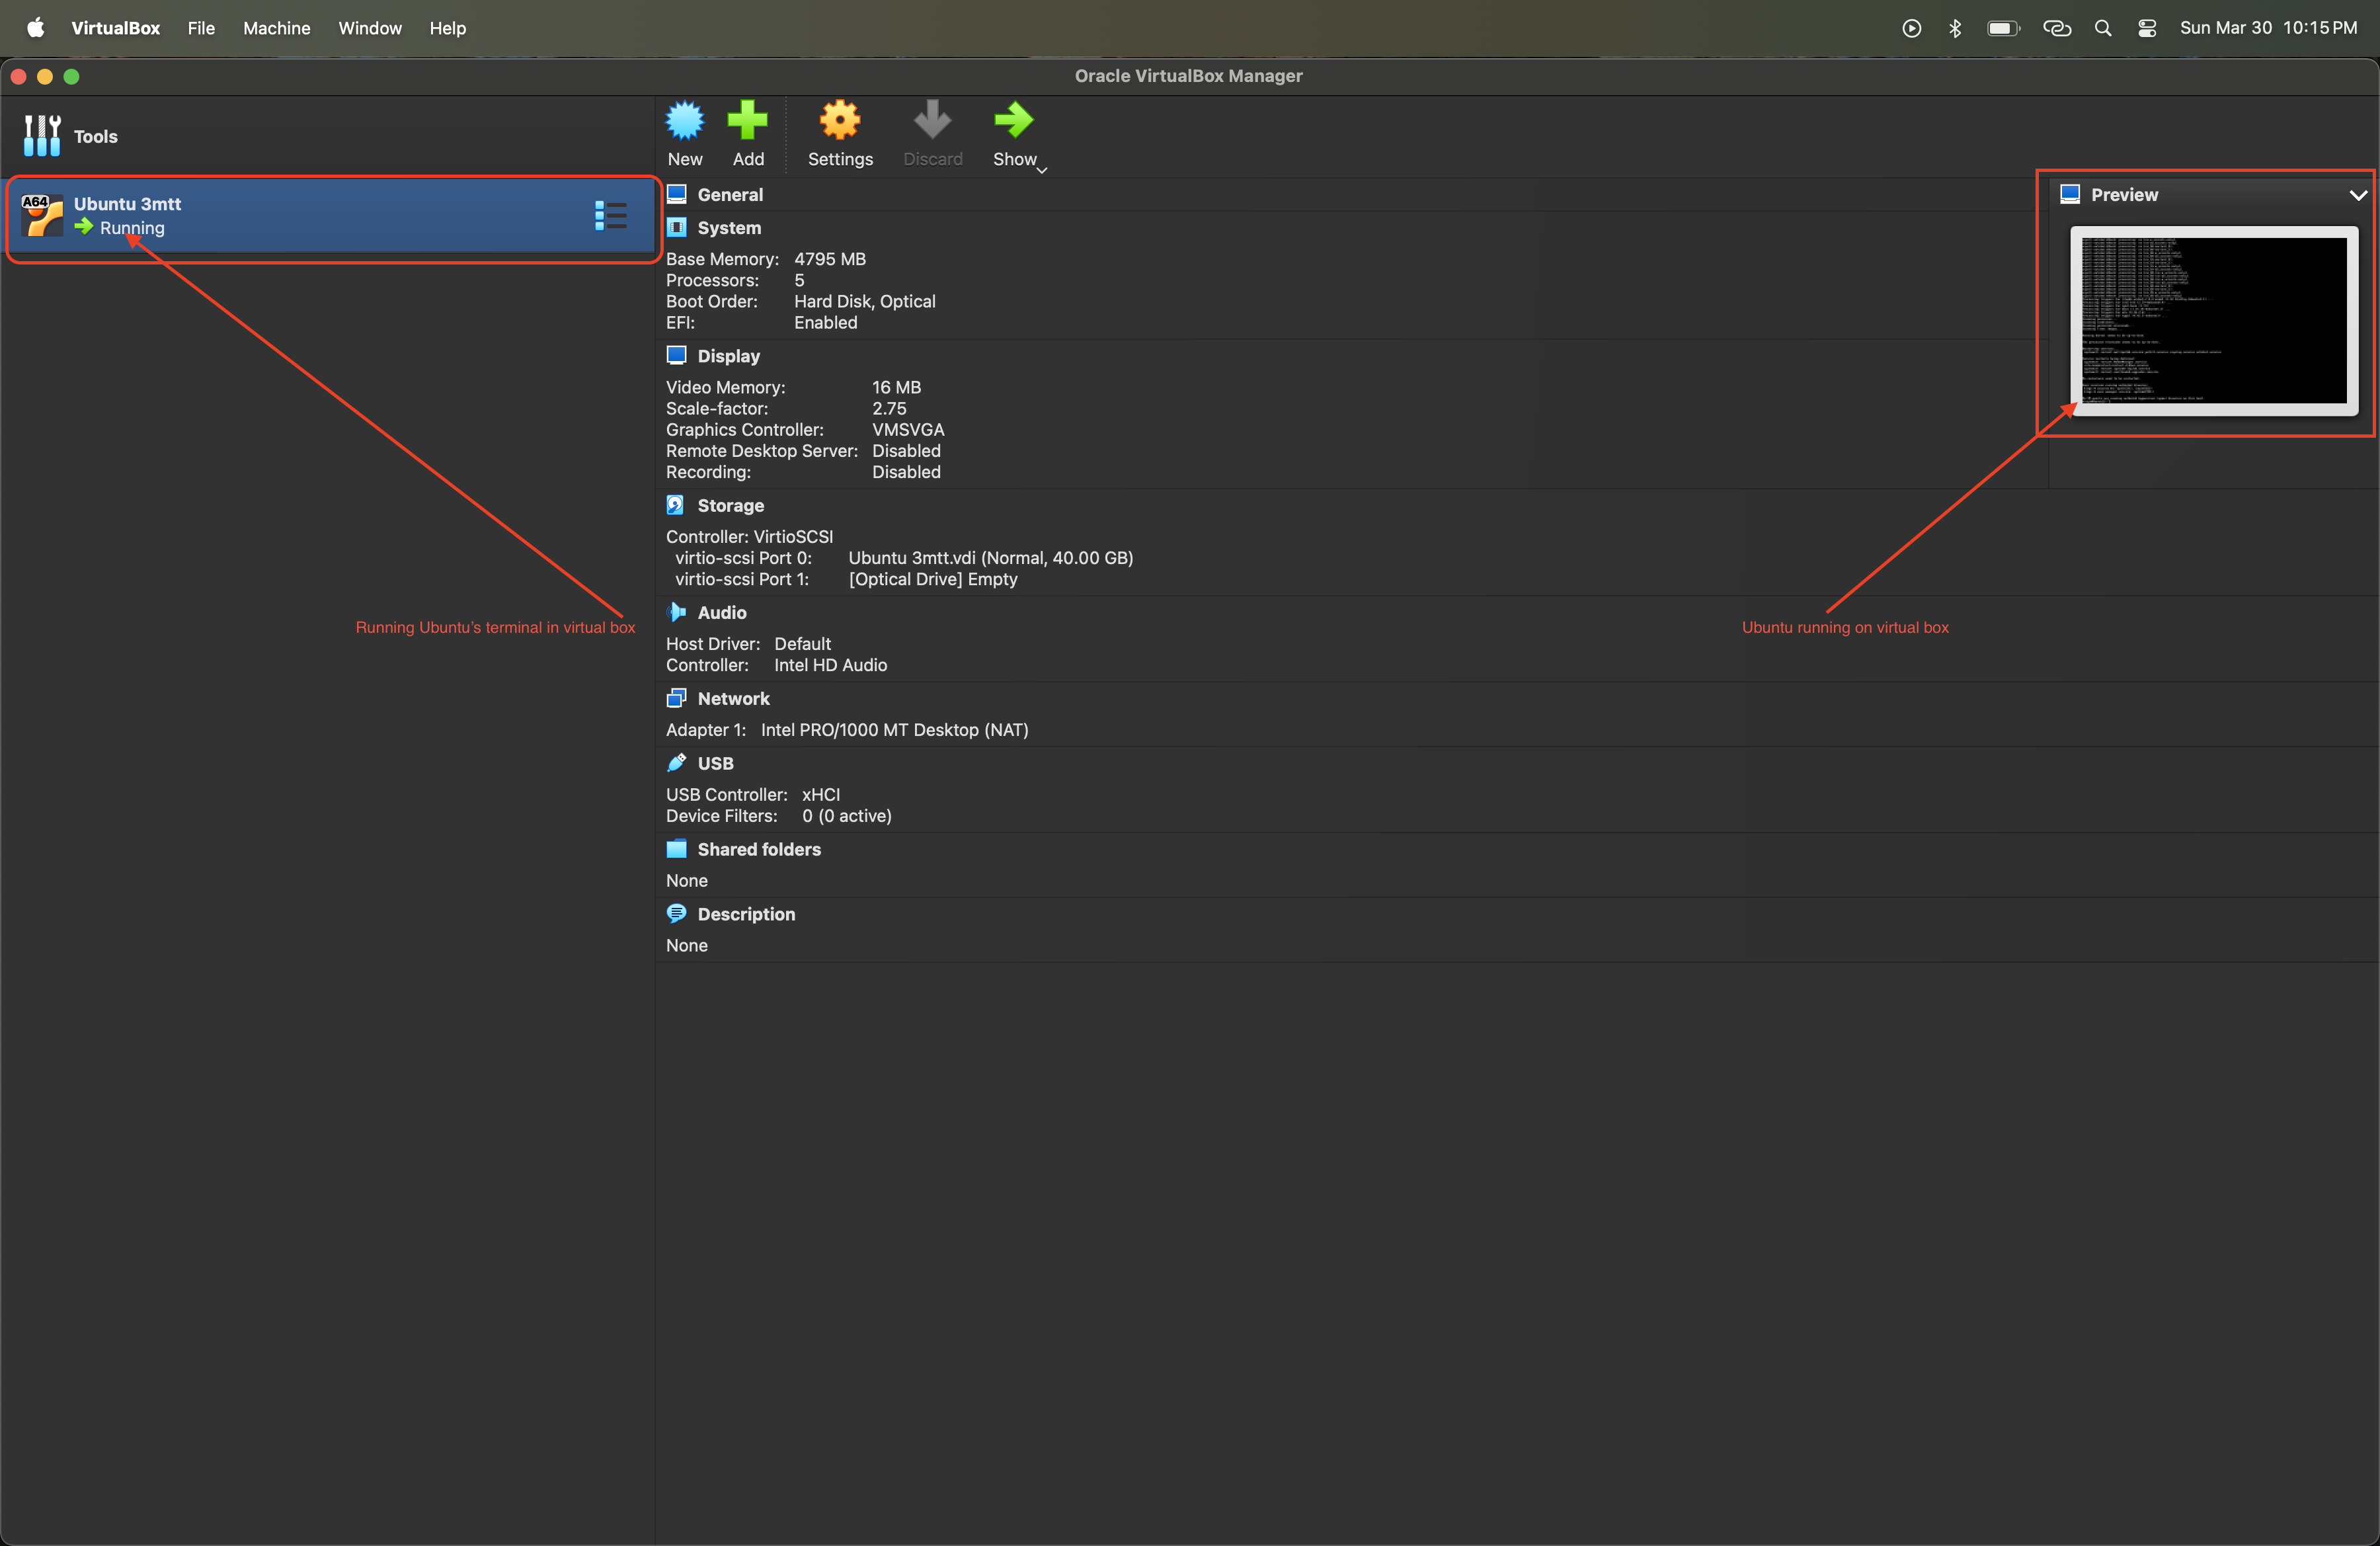 VirtualBox File Machine Window Help Sun Mar 30 10:15 PM
Oracle VirtualBox Manager
Tools
New Add Settings Discard Show
A64 Ubuntu 3mtt
Running
General
System
Base Memory: 4795 MB
Processors: 5
Boot Order: Hard Disk, Optical
EFI: Enabled
Display
Video Memory: 16 MB
Scale-factor: 2.75
Graphics Controller: VMSVGA
Remote Desktop Server: Disabled
Recording: Disabled
Storage
Controller: VirtioSCSI
virtio-scsi Port 0: Ubuntu 3mtt.vdi (Normal, 40.00 GB)
virtio-scsi Port 1: [Optical Drive] Empty
Audio
Host Driver: Default
Controller: Intel HD Audio
Network
Adapter 1: Intel PRO/1000 MT Desktop (NAT)
USB
USB Controller: xHCI
Device Filters: 0 (0 active)
Shared folders
None
Description
None
Preview
Running Ubuntu's terminal in virtual box
Ubuntu running on virtual box